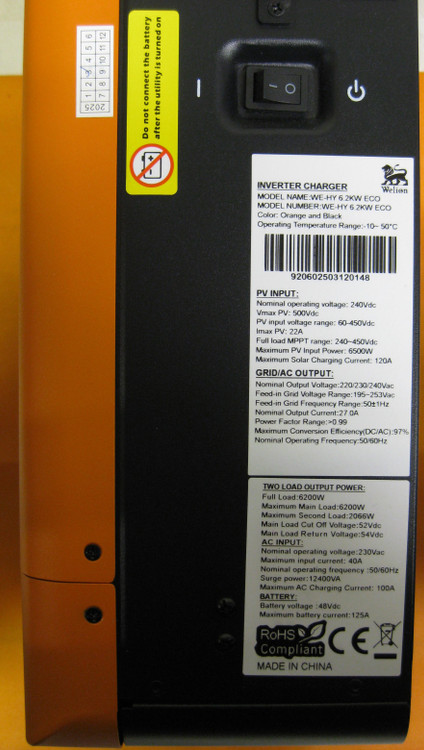 2025
1 2 3 4 5 6
7 8 9 10 11 12
Do not connect the battery
after the utility is turned on
Welion
INVERTER CHARGER
MODEL NAME:WE-HY 6.2KW ECO
MODEL NUMBER:WE-HY 6.2KW ECO
Color: Orange and Black
Operating Temperature Range:-10~ 50°C
920602503120148
PV INPUT:
Nominal operating voltage: 240Vdc
Vmax PV: 500Vdc
PV input voltage range: 60-450Vdc
Imax PV: 22A
Full load MPPT range: 240~450Vdc
Maximum PV Input Power: 6500W
Maximum Solar Charging Current: 120A
GRID/AC OUTPUT:
Nominal Output Voltage:220/230/240Vac
Feed-in Grid Voltage Range:195~253Vac
Feed-in Grid Frequency Range:50±1Hz
Nominal Output Current:27.0A
Power Factor Range:>0.99
Maximum Conversion Efficiency(DC/AC):97%
Nominal Operating Frequency:50/60Hz
TWO LOAD OUTPUT POWER:
Full Load:6200W
Maximum Main Load:6200W
Maximum Second Load:2066W
Main Load Cut Off Voltage:52Vdc
Main Load Return Voltage:54Vdc
AC INPUT:
Nominal operating voltage:230Vac
Maximum input current: 40A
Nominal operating frequency :50/60Hz
Surge power:12400VA
Maximum AC Charging Current: 100A
BATTERY:
Battery voltage :48Vdc
Maximum battery current:125A
RoHS
Compliant
CE
MADE IN CHINA